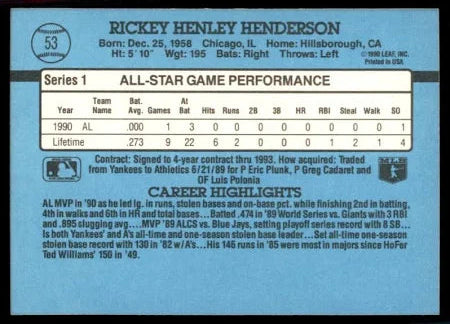 53
RICKEY HENLEY HENDERSON
Born: Dec. 25, 1958 Chicago, IL Home: Hillsborough, CA
Ht: 5'10" Wgt: 195 Bats: Right Throws: Left
©1990 LEAF, INC.
Printed in USA
Series 1 ALL-STAR GAME PERFORMANCE
Year Team Name Bat. Avg. Games At Bat Hits Runs 2B 3B HR RBI Steal Walk SO
1990 AL .000 1 3 0 0 0 0 0 0 0 0 1
Lifetime .273 9 22 6 2 0 0 0 1 2 1 4
Contract: Signed to 4-year contract thru 1993. How acquired: Traded
from Yankees to Athletics 6/21/89 for P Eric Plunk, P Greg Cadaret and
OF Luis Polonia
MLB
CAREER HIGHLIGHTS
AL MVP in '90 as he led lg. in runs, stolen bases and on-base pct. while finishing 2nd in batting,
4th in walks and 6th in HR and total bases...Batted .474 in '89 World Series vs. Giants with 3 RBI
and .895 slugging avg....MVP '89 ALCS vs Blue Jays, setting playoff series record with 8 SB...
Is both Yankees' and A's all-time and one-season stolen base leader...Set all-time one-season
stolen base record with 130 in '82 w/A's...His 146 runs in '85 were most in majors since HoFer
Ted Williams' 150 in '49.